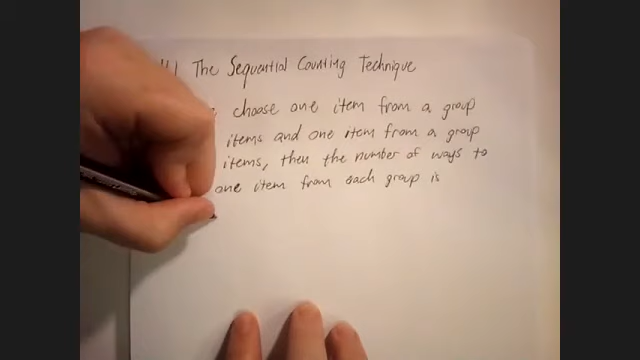 The Sequential Counting Technique
choose one item from a group
items and one item from a group
items, then the number of ways to
one item from each group is